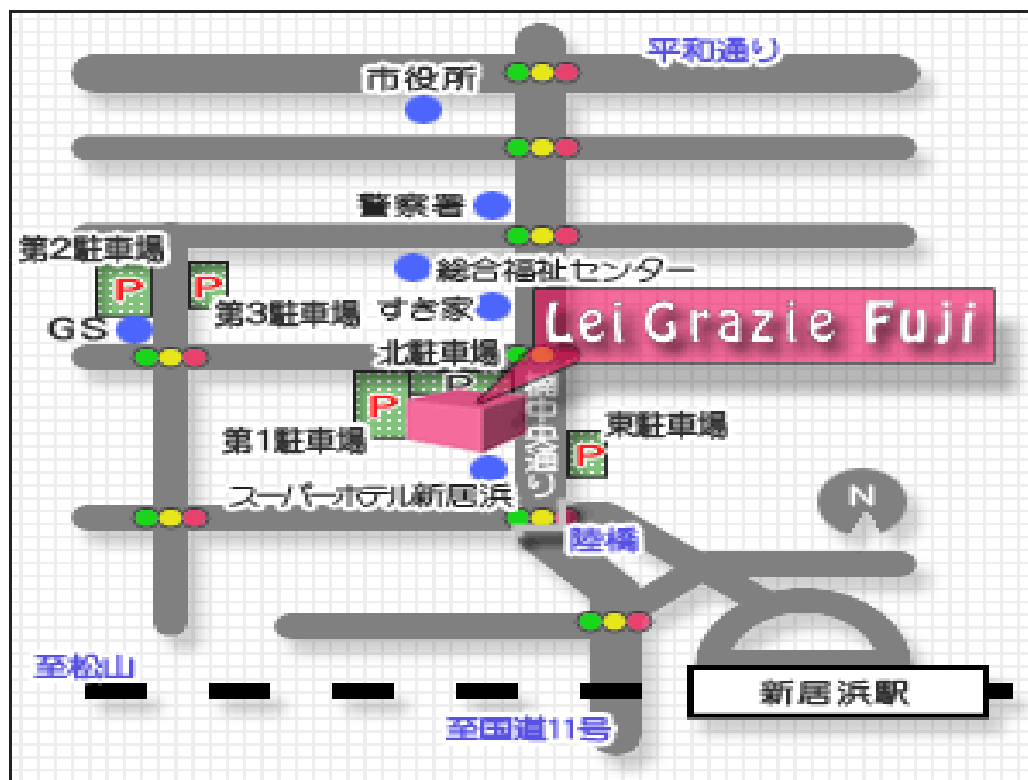 平和通り
市役所
警察署
第2駐車場
総合福祉センター
P
P
第3駐車場
すき家
GS
Lei Grazie Fuji
北駐車場
P
P
第1駐車場
東駐車場
P
スーパーホテル新居浜
N
陸橋
至松山
新居浜駅
至国道11号